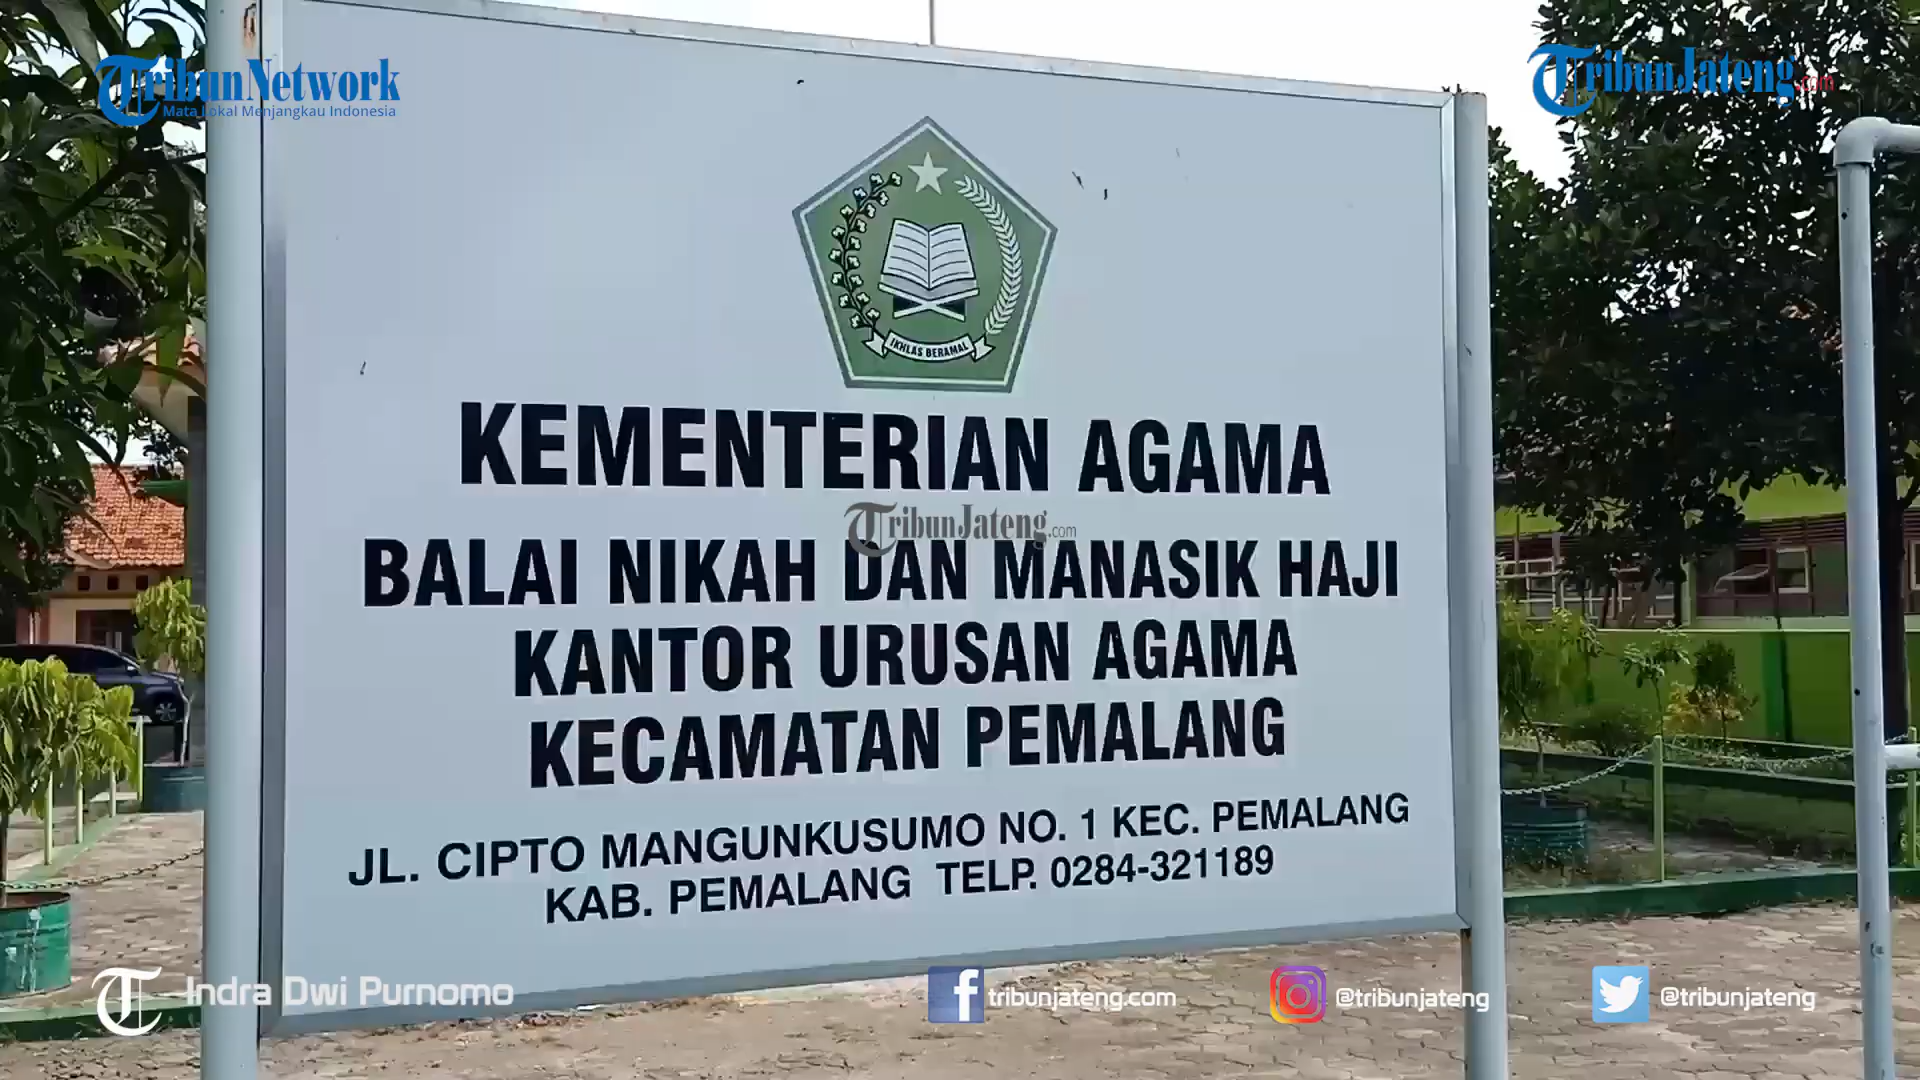 TribunNetwork
Mata Lokal Menjangkau Indonesia
TribunJateng.com
IKHLAS BERAMAL
KEMENTERIAN AGAMA
TribunJateng.com
BALAI NIKAH DAN MANASIK HAJI
KANTOR URUSAN AGAMA
KECAMATAN PEMALANG
JL. CIPTO MANGUNKUSUMO NO. 1 KEC. PEMALANG
KAB. PEMALANG TELP. 0284-321189
Indra Dwi Purnomo
tribunjateng.com
@tribunjateng
@tribunjateng